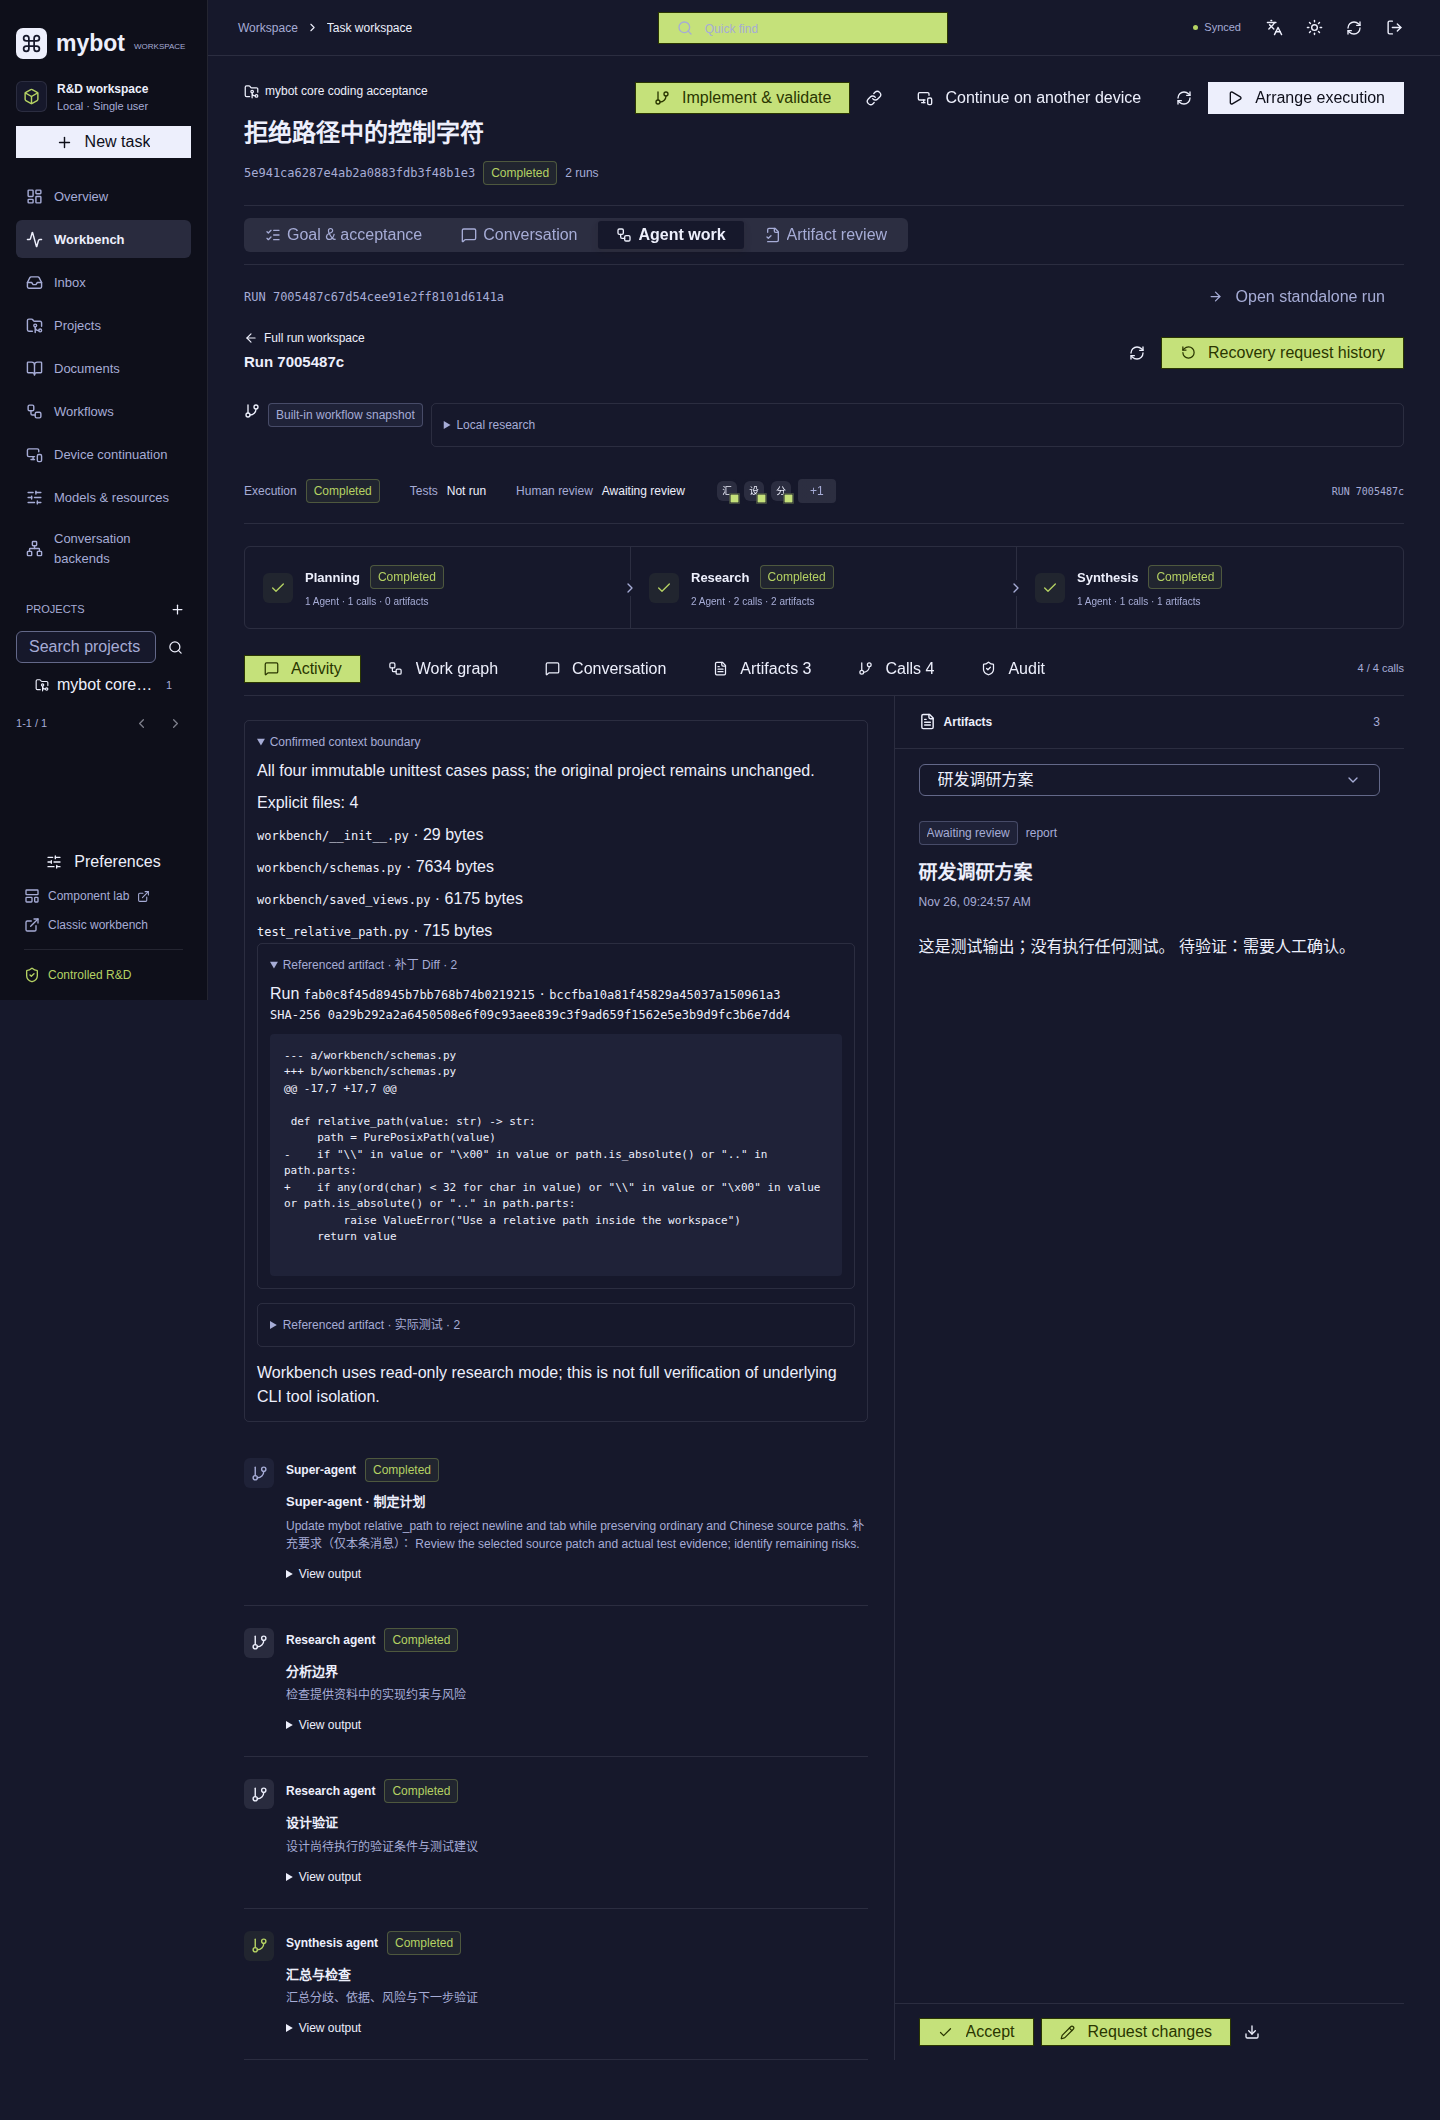 mybot WORKSPACE
R&D workspace
Local · Single user
New task
Overview
Workbench
Inbox
Projects
Documents
Workflows
Device continuation
Models & resources
Conversation
backends
PROJECTS
Search projects
mybot core… 1
1-1 / 1
Preferences
Component lab
Classic workbench
Controlled R&D
Workspace
Task workspace
Quick find
Synced
mybot core coding acceptance
拒绝路径中的控制字符
Implement & validate
Continue on another device
Arrange execution
5e941ca6287e4ab2a0883fdb3f48b1e3 Completed 2 runs
Goal & acceptance
Conversation
Agent work
Artifact review
RUN 7005487c67d54cee91e2ff8101d6141a
Open standalone run
Full run workspace
Run 7005487c
Recovery request history
Built-in workflow snapshot
Local research
Execution Completed
Tests Not run
Human review Awaiting review
汇 设 分 +1
RUN 7005487c
Planning Completed
1 Agent · 1 calls · 0 artifacts
Research Completed
2 Agent · 2 calls · 2 artifacts
Synthesis Completed
1 Agent · 1 calls · 1 artifacts
Activity
Work graph
Conversation
Artifacts 3
Calls 4
Audit
4 / 4 calls
Confirmed context boundary
All four immutable unittest cases pass; the original project remains unchanged.
Explicit files: 4
workbench/__init__.py · 29 bytes
workbench/schemas.py · 7634 bytes
workbench/saved_views.py · 6175 bytes
test_relative_path.py · 715 bytes
Referenced artifact · 补丁 Diff · 2
Run fab0c8f45d8945b7bb768b74b0219215 · bccfba10a81f45829a45037a150961a3
SHA-256 0a29b292a2a6450508e6f09c93aee839c3f9ad659f1562e5e3b9d9fc3b6e7dd4
--- a/workbench/schemas.py
+++ b/workbench/schemas.py
@@ -17,7 +17,7 @@
def relative_path(value: str) -> str:
path = PurePosixPath(value)
-    if "\\" in value or "\x00" in value or path.is_absolute() or ".." in
path.parts:
+    if any(ord(char) < 32 for char in value) or "\\" in value or "\x00" in value
or path.is_absolute() or ".." in path.parts:
raise ValueError("Use a relative path inside the workspace")
return value
Referenced artifact · 实际测试 · 2
Workbench uses read-only research mode; this is not full verification of underlying
CLI tool isolation.
Super-agent Completed
Super-agent · 制定计划
Update mybot relative_path to reject newline and tab while preserving ordinary and Chinese source paths. 补
充要求（仅本条消息）： Review the selected source patch and actual test evidence; identify remaining risks.
View output
Research agent Completed
分析边界
检查提供资料中的实现约束与风险
View output
Research agent Completed
设计验证
设计尚待执行的验证条件与测试建议
View output
Synthesis agent Completed
汇总与检查
汇总分歧、依据、风险与下一步验证
View output
Artifacts 3
研发调研方案
Awaiting review report
研发调研方案
Nov 26, 09:24:57 AM
这是测试输出；没有执行任何测试。 待验证：需要人工确认。
Accept
Request changes